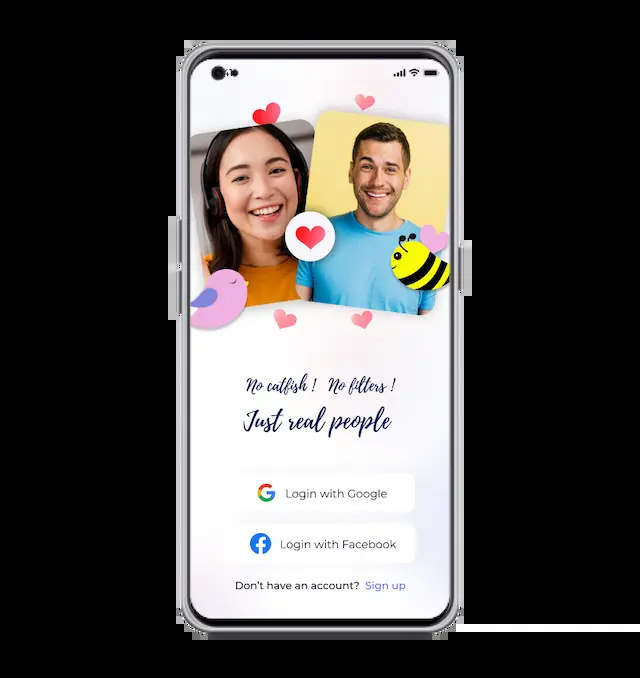 No catfish ! No filters !
Just real people
Login with Google
Login with Facebook
Don't have an account? Sign up